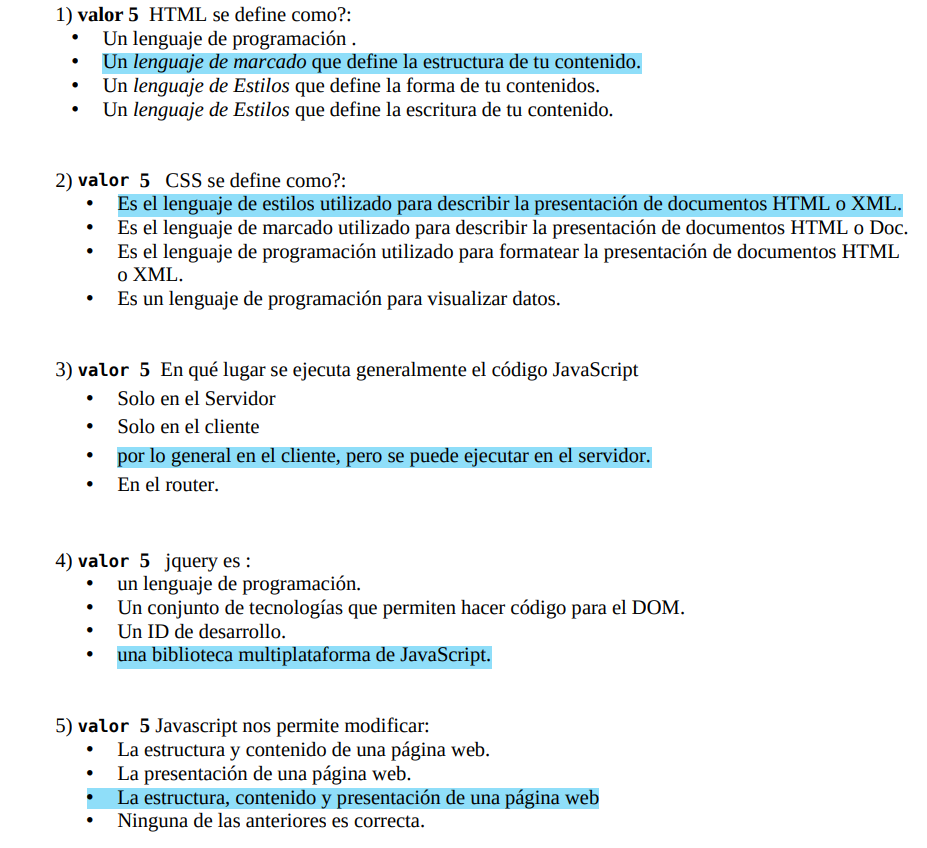 1) valor 5 HTML se define como?:
• Un lenguaje de programación .
• Un lenguaje de marcado que define la estructura de tu contenido.
• Un lenguaje de Estilos que define la forma de tu contenidos.
• Un lenguaje de Estilos que define la escritura de tu contenido.
2) valor 5 CSS se define como?:
• Es el lenguaje de estilos utilizado para describir la presentación de documentos HTML o XML.
• Es el lenguaje de marcado utilizado para describir la presentación de documentos HTML o Doc.
• Es el lenguaje de programación utilizado para formatear la presentación de documentos HTML
o XML.
• Es un lenguaje de programación para visualizar datos.
3) valor 5 En qué lugar se ejecuta generalmente el código JavaScript
• Solo en el Servidor
• Solo en el cliente
• por lo general en el cliente, pero se puede ejecutar en el servidor.
• En el router.
4) valor 5 jquery es :
• un lenguaje de programación.
• Un conjunto de tecnologías que permiten hacer código para el DOM.
• Un ID de desarrollo.
• una biblioteca multiplataforma de JavaScript.
5) valor 5 Javascript nos permite modificar:
• La estructura y contenido de una página web.
• La presentación de una página web.
• La estructura, contenido y presentación de una página web
• Ninguna de las anteriores es correcta.